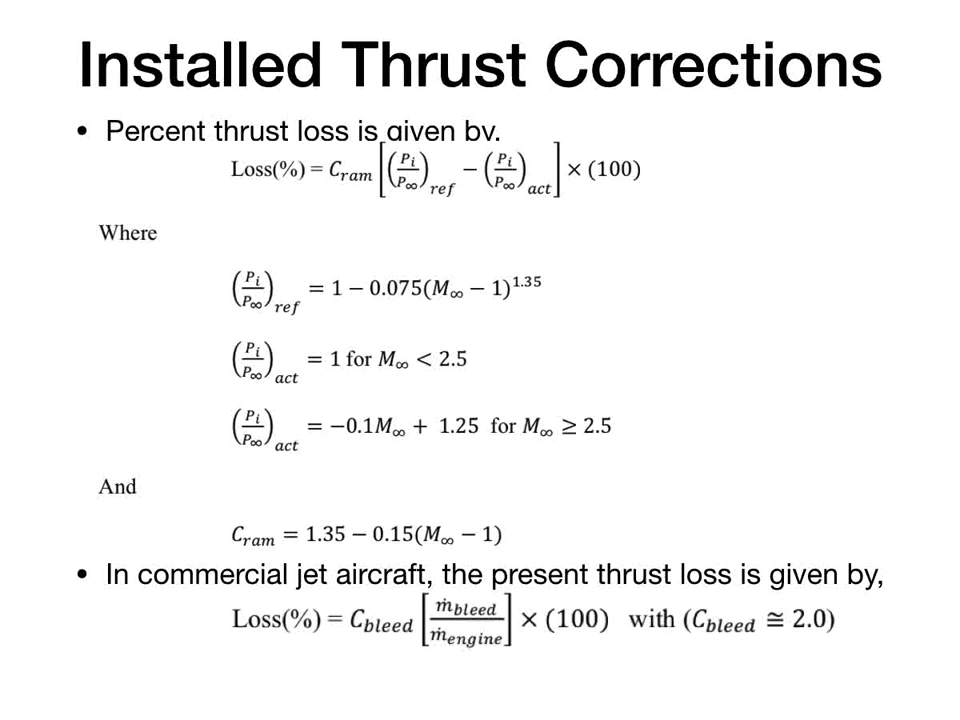 Installed Thrust Corrections
• Percent thrust loss is given by,
Loss(%) = C_ram [(P_i/P_∞)_ref − (P_i/P_∞)_act] × (100)
Where
(P_i/P_∞)_ref = 1 − 0.075(M_∞ − 1)^1.35
(P_i/P_∞)_act = 1 for M_∞ < 2.5
(P_i/P_∞)_act = −0.1M_∞ + 1.25 for M_∞ ≥ 2.5
And
C_ram = 1.35 − 0.15(M_∞ − 1)
• In commercial jet aircraft, the present thrust loss is given by,
Loss(%) = C_bleed [ṁ_bleed/ṁ_engine] × (100) with (C_bleed ≅ 2.0)